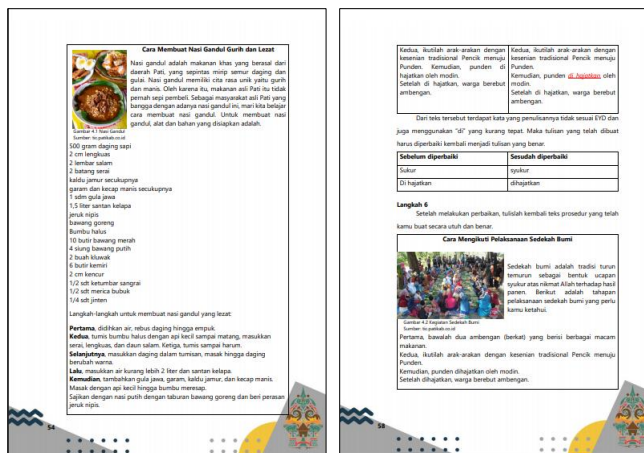 Cara Membuat Nasi Gandul Gurih dan Lezat
Nasi gandul adalah makanan khas yang berasal dari
daerah Pati, yang sepintas mirip semur daging dan
gulai. Nasi gandul memiliki cita rasa unik yaitu gurih
dan manis. Oleh karena itu, makanan asli Pati itu tidak
pernah sepi pembeli. Sebagai masyarakat asli Pati yang
bangga dengan adanya nasi gandul ini, mari kita belajar
cara membuat nasi gandul. Untuk membuat nasi
gandul, alat dan bahan yang disiapkan adalah.
Gambar 4.1 Nasi Gandul
Sumber: tic.patikab.co.id
500 gram daging sapi
2 cm lengkuas
2 lembar salam
2 batang serai
kaldu jamur secukupnya
garam dan kecap manis secukupnya
1 sdm gula jawa
1,5 liter santan kelapa
jeruk nipis
bawang goreng
Bumbu halus
10 butir bawang merah
4 siung bawang putih
2 buah kluwak
6 butir kemiri
2 cm kencur
1/2 sdt ketumbar sangrai
1/2 sdt merica bubuk
1/4 sdt jinten
Langkah-langkah untuk membuat nasi gandul yang lezat:
Pertama, didihkan air, rebus daging hingga empuk.
Kedua, tumis bumbu halus dengan api kecil sampai matang, masukkan
serai, lengkuas, dan daun salam. Ketiga, tumis sampai harum.
Selanjutnya, masukkan daging dalam tumisan, masak hingga daging
berubah warna.
Lalu, masukkan air kurang lebih 2 liter dan santan kelapa.
Kemudian, tambahkan gula jawa, garam, kaldu jamur, dan kecap manis.
Masak dengan api kecil hingga bumbu meresap.
Sajikan dengan nasi putih dengan taburan bawang goreng dan beri perasan
jeruk nipis.
54
Kedua, ikutilah arak-arakan dengan
kesenian tradisional Pencik menuju
Punden. Kemudian, punden di
hajatkan oleh modin.
Setelah di hajatkan, warga berebut
ambengan.
Kedua, ikutilah arak-arakan dengan
kesenian tradisional Pencik menuju
Punden.
Kemudian, punden di hajatkan oleh
modin.
Setelah di hajatkan, warga berebut
ambengan.
Dari teks tersebut terdapat kata yang penulisannya tidak sesuai EYD dan
juga menggunakan "di" yang kurang tepat. Maka tulisan yang telah dibuat
harus diperbaiki kembali menjadi tulisan yang benar.
Sebelum diperbaiki Sesudah diperbaiki
Sukur syukur
Di hajatkan dihajatkan
Langkah 6
Setelah melakukan perbaikan, tulislah kembali teks prosedur yang telah
kamu buat secara utuh dan benar.
Cara Mengikuti Pelaksanaan Sedekah Bumi
Sedekah bumi adalah tradisi turun
temurun sebagai bentuk ucapan
syukur atas nikmat Allah terhadap hasil
panen. Berikut adalah tahapan
pelaksanaan sedekah bumi yang perlu
kamu ketahui.
Gambar 4.2 Kegiatan Sedekah Bumi
Sumber: tic.patikab.co.id
Pertama, bawalah dua ambengan (berkat) yang berisi berbagai macam
makanan.
Kedua, ikutilah arak-arakan dengan kesenian tradisional Pencik menuju
Punden.
Kemudian, punden dihajatkan oleh modin.
Setelah dihajatkan, warga berebut ambengan.
58